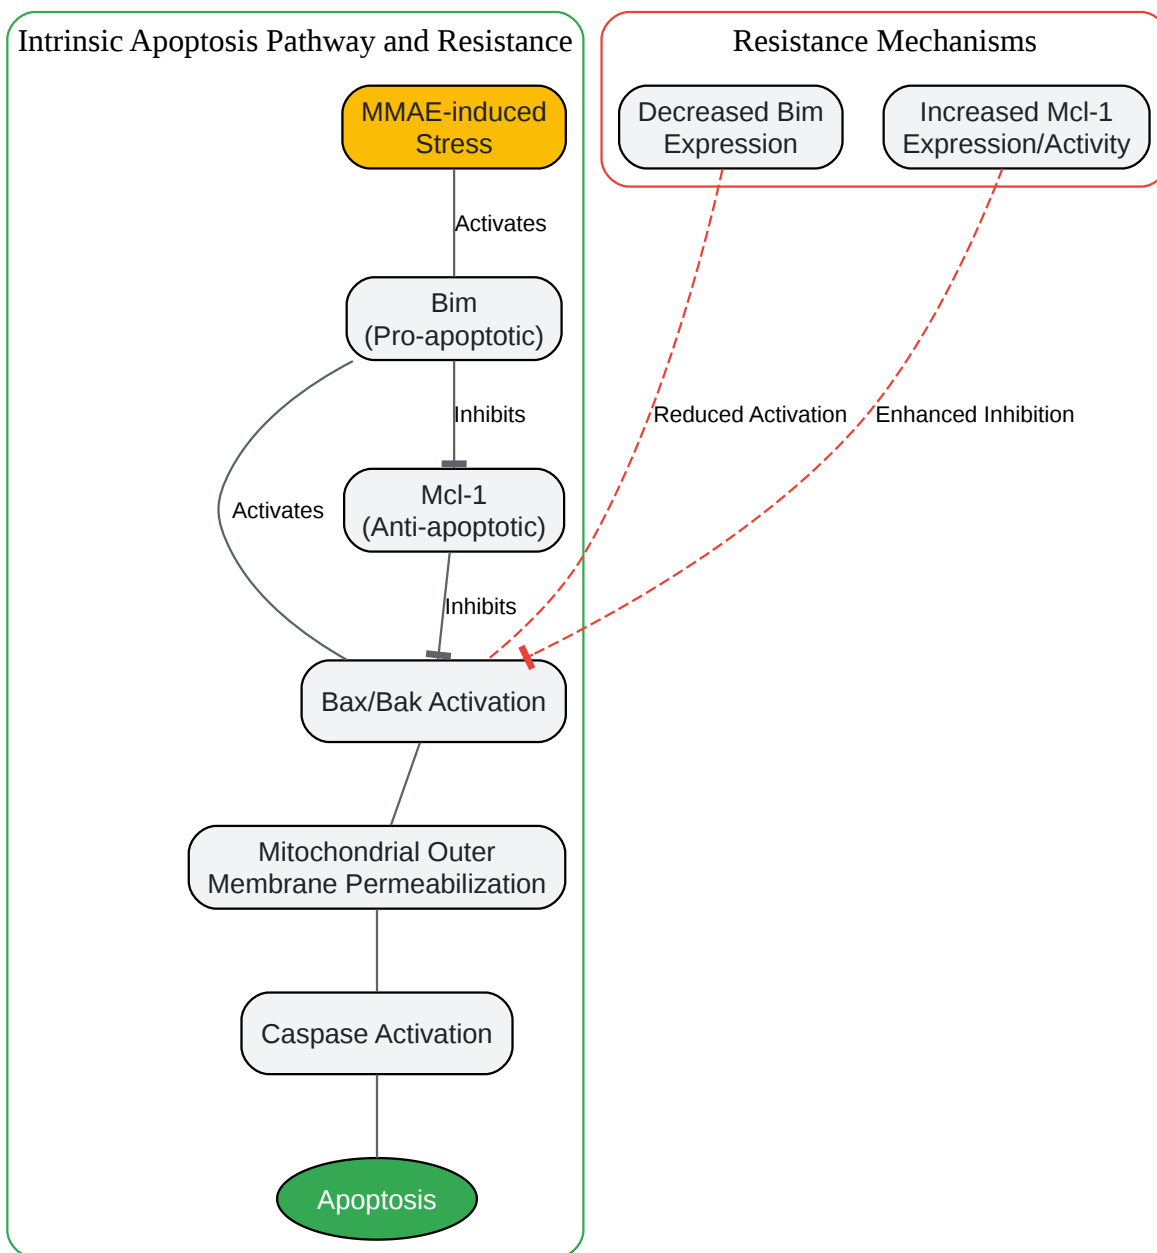 Intrinsic Apoptosis Pathway and Resistance
Resistance Mechanisms
MMAE-induced
Stress
Decreased Bim
Expression
Increased Mcl-1
Expression/Activity
Activates
Bim
(Pro-apoptotic)
Inhibits
Reduced Activation
Enhanced Inhibition
Activates
Mcl-1
(Anti-apoptotic)
Inhibits
Bax/Bak Activation
Mitochondrial Outer
Membrane Permeabilization
Caspase Activation
Apoptosis